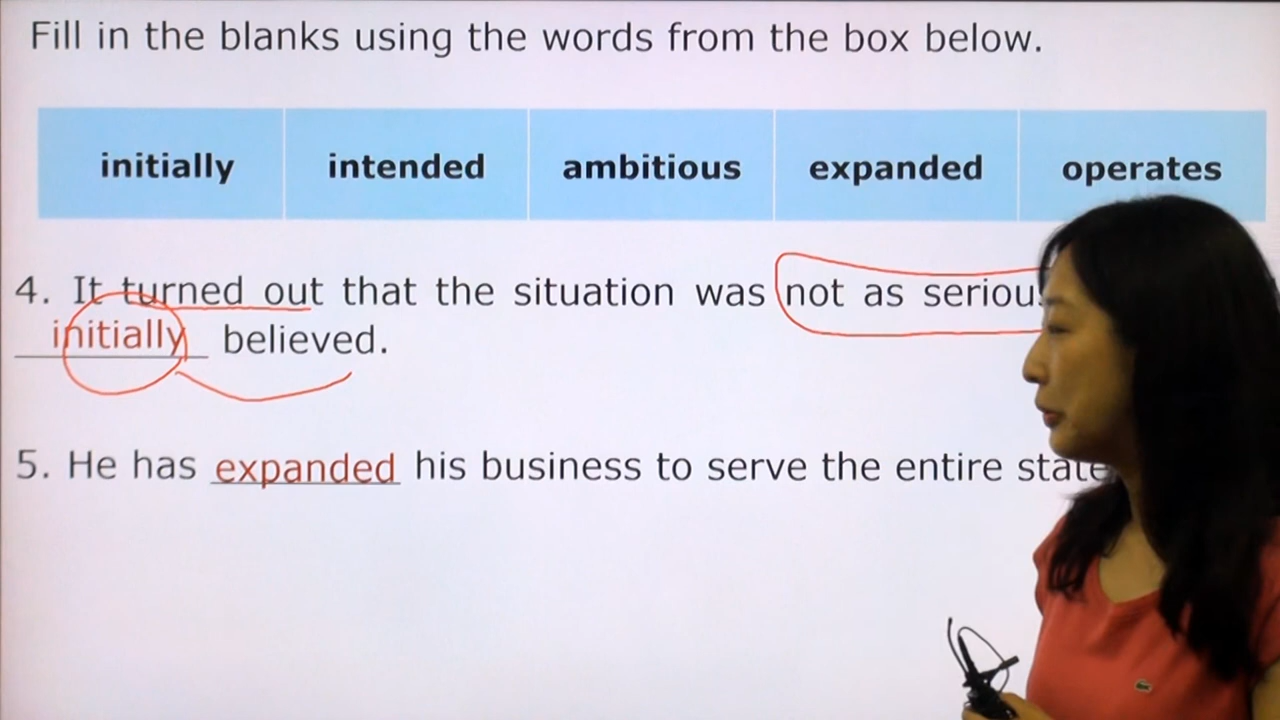 Fill in the blanks using the words from the box below.
initially intended ambitious expanded operates
4. It turned out that the situation was not as
initially believed.
5. He has expanded his business to serve the entire state